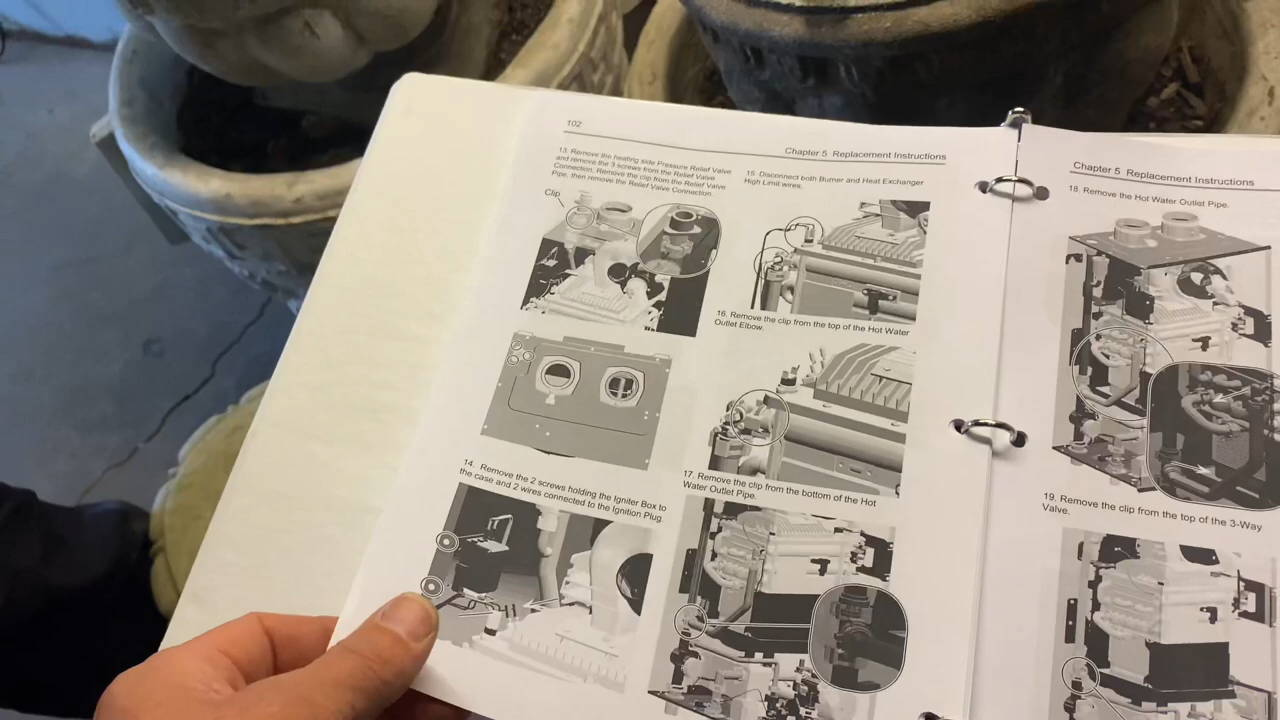 102
Chapter 5 Replacement Instructions
13. Remove the heating side Pressure Relief Valve
and remove the 3 screws from the Relief Valve
Connection. Remove the clip from the Relief Valve
Pipe, then remove the Relief Valve Connection.
Clip
14. Remove the 2 screws holding the Igniter Box to
the case and 2 wires connected to the Ignition Plug.
15. Disconnect both Burner and Heat Exchanger
High Limit wires.
16. Remove the clip from the top of the Hot Water
Outlet Elbow.
17. Remove the clip from the bottom of the Hot
Water Outlet Pipe.
Chapter 5 Replacement Instructions
18. Remove the Hot Water Outlet Pipe.
19. Remove the clip from the top of the 3-Way
Valve.